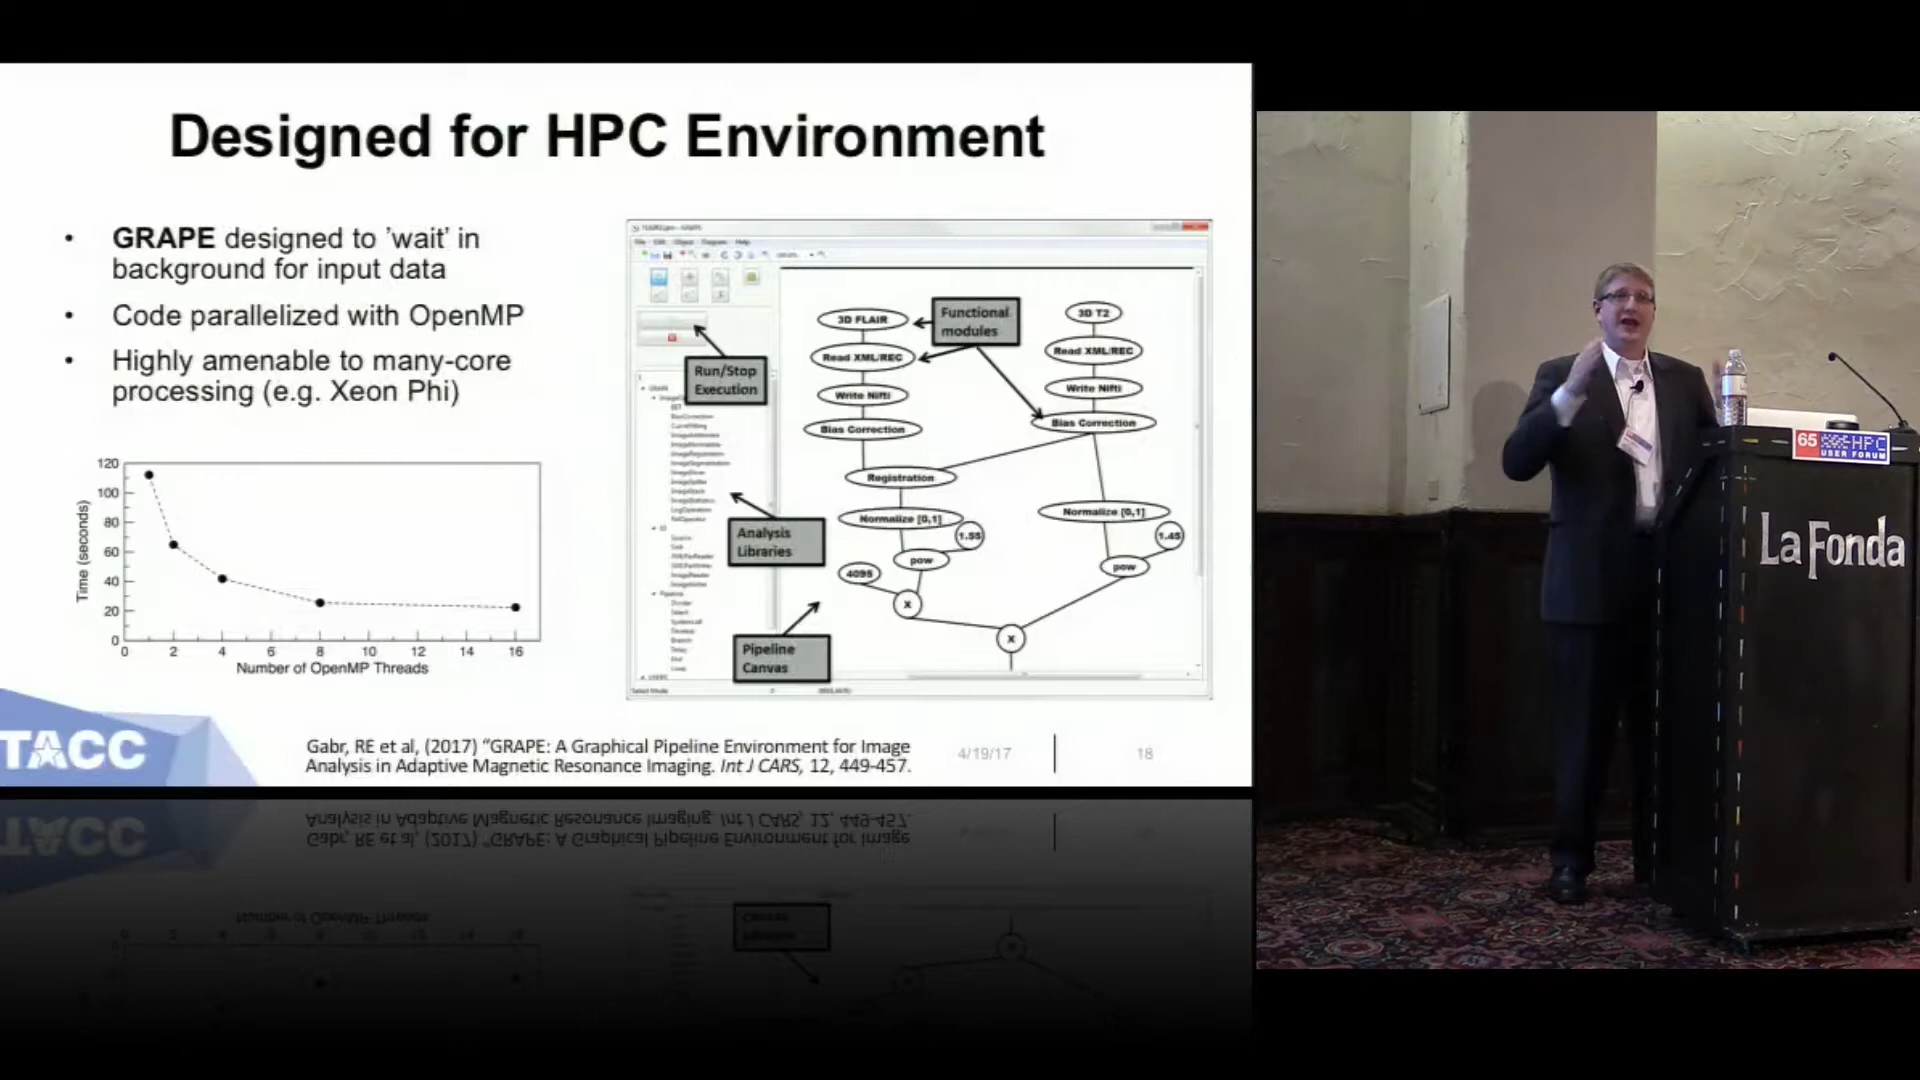 Designed for HPC Environment
• GRAPE designed to ’wait’ in
background for input data
• Code parallelized with OpenMP
• Highly amenable to many-core
processing (e.g. Xeon Phi)
120
100
80
60
40
20
0
Time (seconds)
0 2 4 6 8 10 12 14 16
Number of OpenMP Threads
File Edit Object Diagram Help
Run/Stop
Execution
Analysis
Libraries
Pipeline
Canvas
Functional
modules
3D FLAIR
Read XML/REC
Write Nifti
Bias Correction
3D T2
Read XML/REC
Write Nifti
Bias Correction
Registration
Normalize [0,1]
1.55
pow
4095
X
Normalize [0,1]
1.45
pow
X
TACC
Gabr, RE et al, (2017) “GRAPE: A Graphical Pipeline Environment for Image
Analysis in Adaptive Magnetic Resonance Imaging. Int J CARS, 12, 449-457.
4/19/17
18
65 HPC
USER FORUM
La Fonda